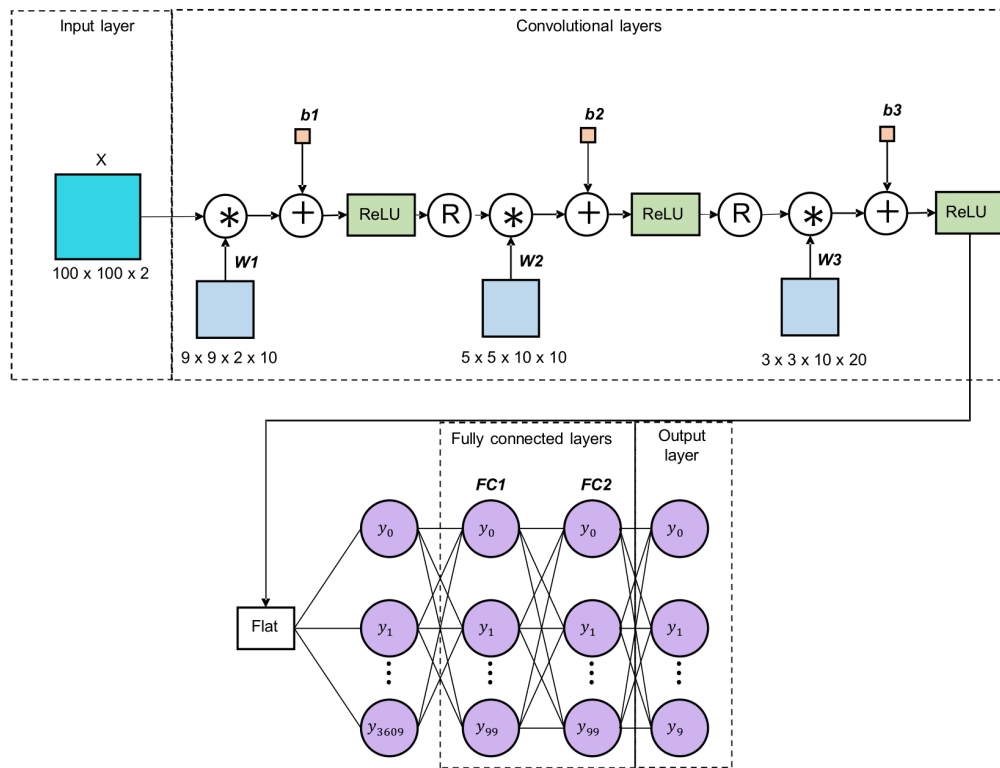 Input layer
Convolutional layers
b1
b2
b3
X
*
+
ReLU
R
*
+
ReLU
R
*
+
ReLU
W1
W2
W3
100 x 100 x 2
9 x 9 x 2 x 10
5 x 5 x 10 x 10
3 x 3 x 10 x 20
Fully connected layers
Output
layer
FC1
FC2
y0
y0
y0
y0
Flat
y1
y1
y1
y1
y3609
y99
y99
y9